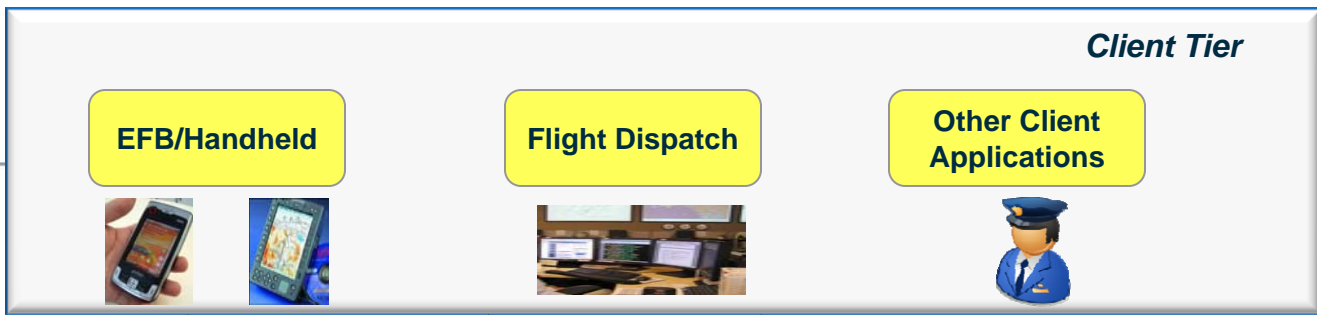 Client Tier
EFB/Handheld
Flight Dispatch
Other Client
Applications